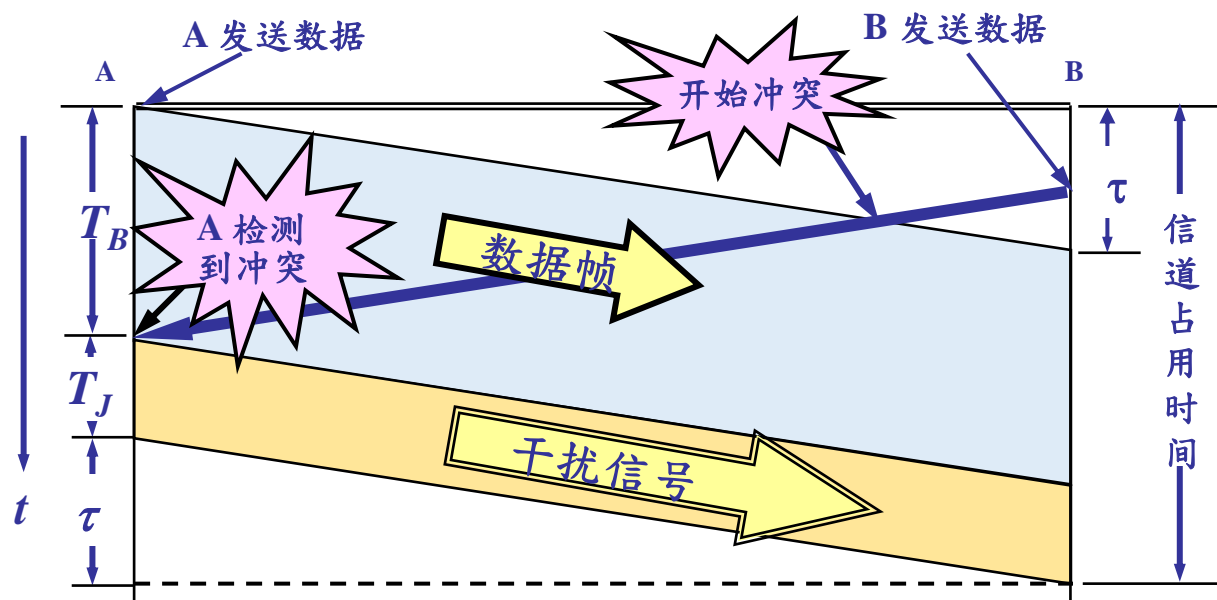 A 发送数据
B 发送数据
A
B
开始冲突
T_B
A 检测
到冲突
数据帧
τ
信
道
占
用
时
间
T_J
干扰信号
t
τ